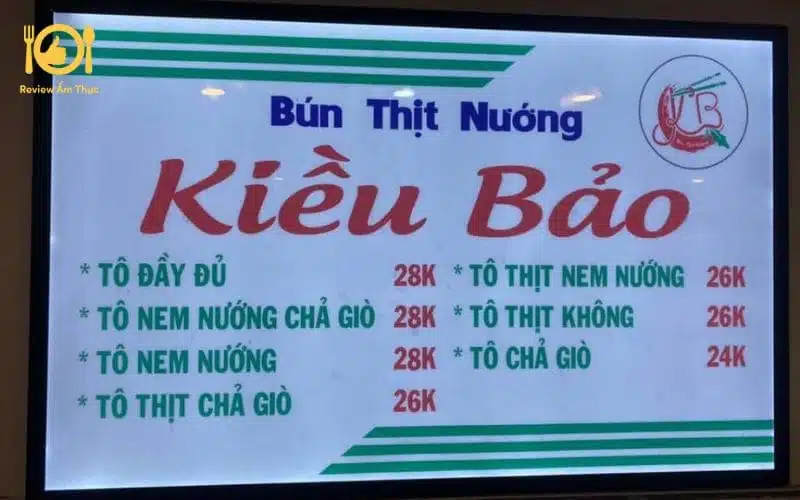 Review Ẩm Thực
Bún Thịt Nướng
KB
Kiều Bảo
* TÔ ĐẦY ĐỦ 28K
* TÔ NEM NƯỚNG CHẢ GIÒ 28K
* TÔ NEM NƯỚNG 28K
* TÔ THỊT CHẢ GIÒ 26K
* TÔ THỊT NEM NƯỚNG 26K
* TÔ THỊT KHÔNG 26K
* TÔ CHẢ GIÒ 24K